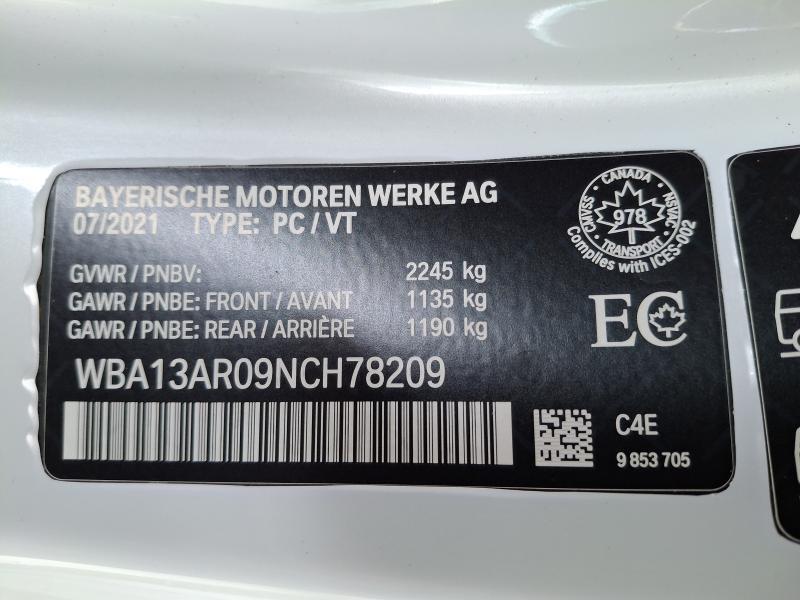 BAYERISCHE MOTOREN WERKE AG
07/2021 TYPE: PC / VT
GVWR / PNBV: 2245 kg
GAWR / PNBE: FRONT / AVANT 1135 kg
GAWR / PNBE: REAR / ARRIÈRE 1190 kg
WBA13AR09NCH78209
CANADA
CMVSS
978
NSVAC
TRANSPORT
Complies with ICES-002
EC
C4E
9 853 705